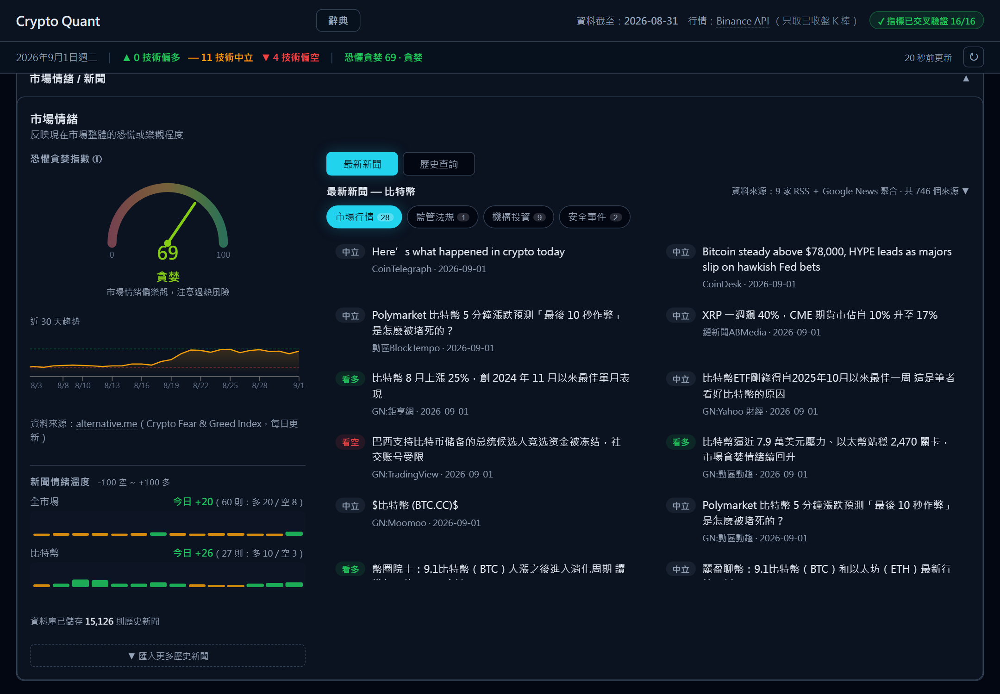 Crypto Quant
辭典
資料截至：2026-08-31 行情：Binance API（只取已收盤 K 棒）
✓ 指標已交叉驗證 16/16
2026年9月1日週二
▲ 0 技術偏多 — 11 技術中立 ▼ 4 技術偏空
恐懼貪婪 69 · 貪婪
20 秒前更新
↻
市場情緒 / 新聞
▲
市場情緒
反映現在市場整體的恐慌或樂觀程度
恐懼貪婪指數 ⓘ
0
69
100
貪婪
市場情緒偏樂觀，注意過熱風險
近 30 天趨勢
8/3 8/8 8/10 8/13 8/16 8/19 8/22 8/25 8/28 9/1
資料來源：alternative.me（Crypto Fear & Greed Index，每日更
新）
新聞情緒溫度 -100 空 ~ +100 多
全市場
今日 +20（60 則：多 20 / 空 8）
比特幣
今日 +26（27 則：多 10 / 空 3）
資料庫已儲存 15,126 則歷史新聞
▼ 匯入更多歷史新聞
最新新聞
歷史查詢
最新新聞 — 比特幣
資料來源：9 家 RSS + Google News 聚合 · 共 746 個來源 ▼
市場行情 28
監管法規 1
機構投資 9
安全事件 2
中立
Here’s what happened in crypto today
CoinTelegraph · 2026-09-01
中立
Bitcoin steady above $78,000, HYPE leads as majors
slip on hawkish Fed bets
CoinDesk · 2026-09-01
中立
Polymarket 比特幣 5 分鐘漲跌預測「最後 10 秒作弊」
是怎麼被堵死的？
動區BlockTempo · 2026-09-01
中立
XRP 一週飆 40%，CME 期貨市佔自 10% 升至 17%
鏈新聞ABMedia · 2026-09-01
看多
比特幣 8 月上漲 25%，創 2024 年 11 月以來最佳單月表
現
GN:鉅亨網 · 2026-09-01
中立
比特幣ETF剛錄得自2025年10月以來最佳一周 這是筆者
看好比特幣的原因
GN:Yahoo 財經 · 2026-09-01
看空
巴西支持比特币储备的总统候选人竞选资金被冻结，社
交账号受限
GN:TradingView · 2026-09-01
看多
比特幣逼近 7.9 萬美元壓力、以太幣站穩 2,470 關卡，
市場貪婪情緒續回升
GN:動區動趨 · 2026-09-01
中立
$比特幣 (BTC.CC)$
GN:Moomoo · 2026-09-01
中立
Polymarket 比特幣 5 分鐘漲跌預測「最後 10 秒作弊」
是怎麼被堵死的？
GN:動區動趨 · 2026-09-01
看多
幣圈院士：9.1比特幣（BTC）大漲之後進入消化周期 讀
中立
麗盈聊幣：9.1比特幣（BTC）和以太坊（ETH）最新行